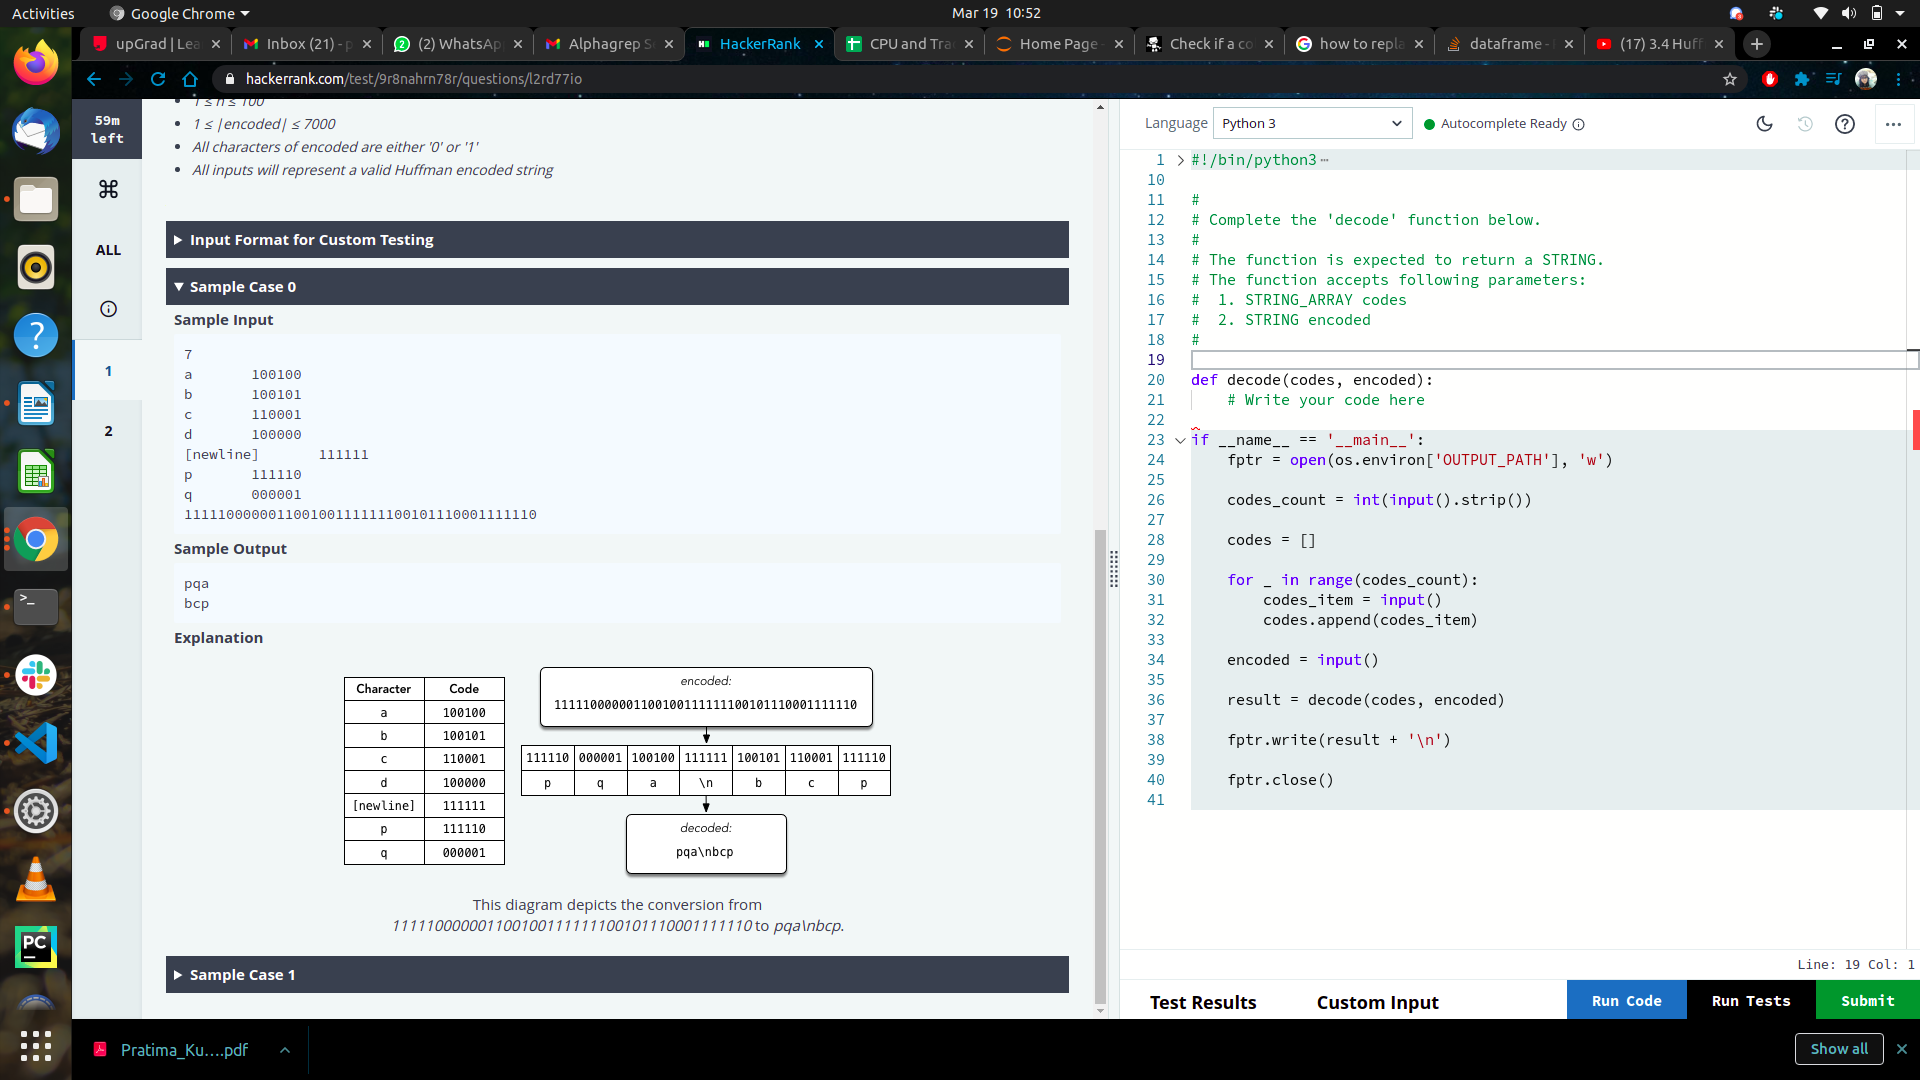 Activities
Google Chrome
Mar 19 10:52
upGrad | Lea
Inbox (21) - p
(2) WhatsAp
Alphagrep S
HackerRank
CPU and Tra
Home Page
Check if a co
how to repla
dataframe -
(17) 3.4 Huff
hackerrank.com/test/9r8nahrn78r/questions/l2rd77io
59m
left
ALL
1
2
1 ≤ n ≤ 100
1 ≤ |encoded| ≤ 7000
All characters of encoded are either '0' or '1'
All inputs will represent a valid Huffman encoded string
Input Format for Custom Testing
Sample Case 0
Sample Input
7
a 100100
b 100101
c 110001
d 100000
[newline] 111111
p 111110
q 000001
111110000001100100111111100101110001111110
Sample Output
pqa
bcp
Explanation
Character Code
a 100100
b 100101
c 110001
d 100000
[newline] 111111
p 111110
q 000001
encoded:
111110000001100100111111100101110001111110
111110 000001 100100 111111 100101 110001 111110
p q a \n b c p
decoded:
pqa\nbcp
This diagram depicts the conversion from
111110000001100100111111100101110001111110 to pqa\nbcp.
Sample Case 1
Language
Python 3
Autocomplete Ready
1 #!/bin/python3
10
11 #
12 # Complete the 'decode' function below.
13 #
14 # The function is expected to return a STRING.
15 # The function accepts following parameters:
16 # 1. STRING_ARRAY codes
17 # 2. STRING encoded
18 #
19
20 def decode(codes, encoded):
21 # Write your code here
22
23 if __name__ == '__main__':
24 fptr = open(os.environ['OUTPUT_PATH'], 'w')
25
26 codes_count = int(input().strip())
27
28 codes = []
29
30 for _ in range(codes_count):
31 codes_item = input()
32 codes.append(codes_item)
33
34 encoded = input()
35
36 result = decode(codes, encoded)
37
38 fptr.write(result + '\n')
39
40 fptr.close()
41
Line: 19 Col: 1
Test Results
Custom Input
Run Code
Run Tests
Submit
Pratima_Ku....pdf
Show all
PC